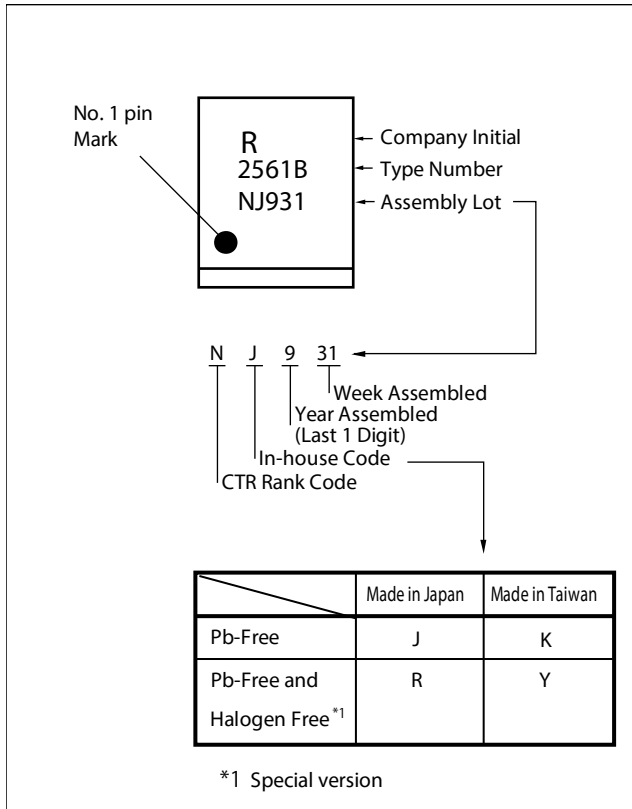 No. 1 pin
Mark
R
2561B
NJ931
Company Initial
Type Number
Assembly Lot
N J 9 31
Week Assembled
Year Assembled
(Last 1 Digit)
In-house Code
CTR Rank Code
Made in Japan Made in Taiwan
Pb-Free J K
Pb-Free and R Y
Halogen Free *1
*1 Special version